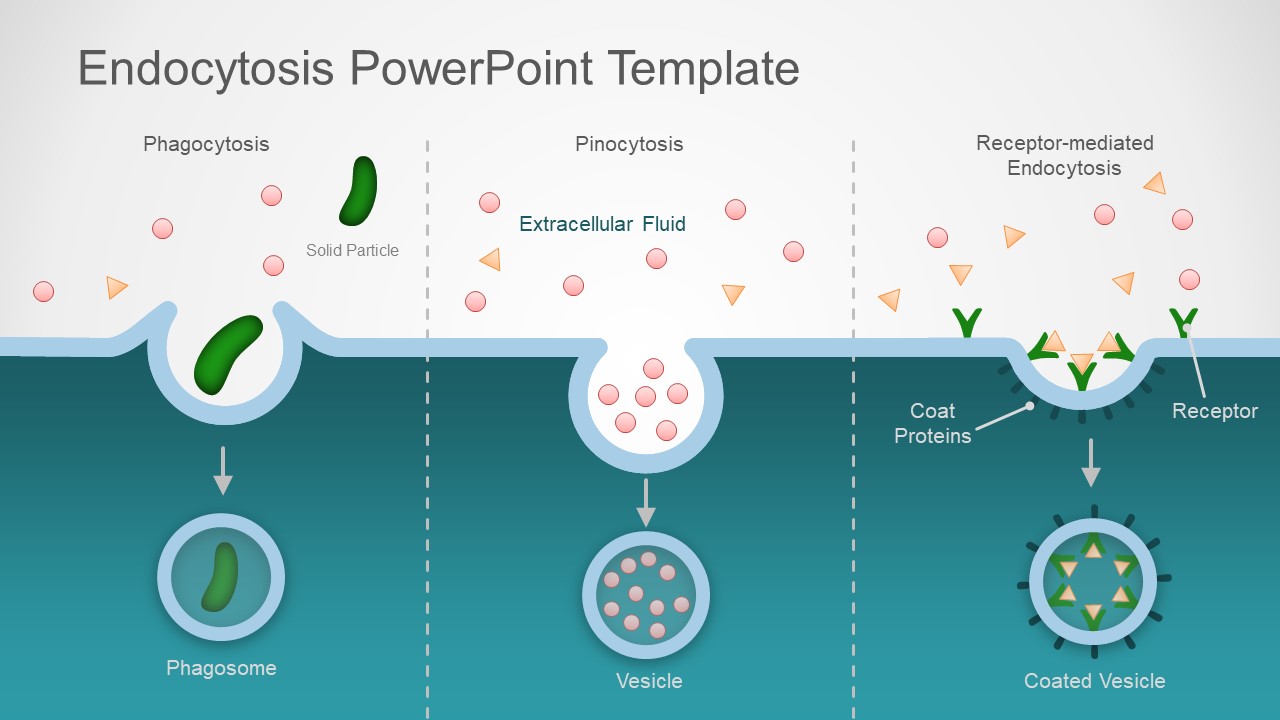 Endocytosis PowerPoint Template
Phagocytosis
Solid Particle
Phagosome
Pinocytosis
Extracellular Fluid
Vesicle
Receptor-mediated
Endocytosis
Coat
Proteins
Receptor
Coated Vesicle